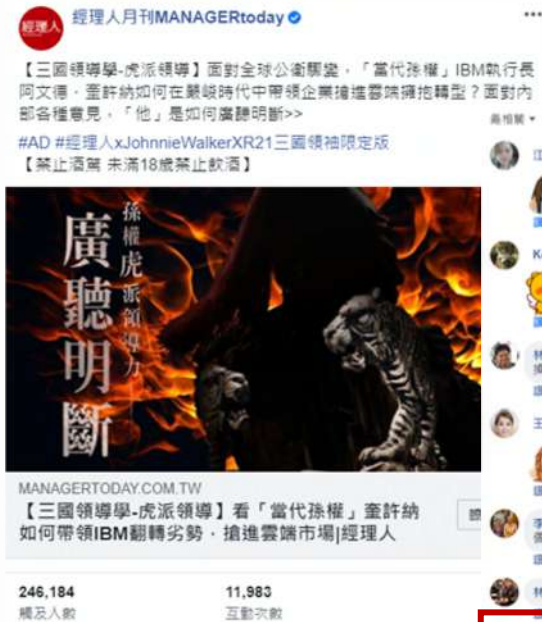 經理人
經理人月刊MANAGERtoday
【三國領導學-虎派領導】面對全球公衛驟變，「當代孫權」IBM執行長
阿文德．奎許納如何在嚴峻時代中帶領企業搶進雲端擁抱轉型？面對內
部各種意見，「他」是如何廣聽明斷>>
#AD #經理人xJohnnieWalkerXR21三國領袖限定版
【禁止酒駕 未滿18歲禁止飲酒】
廣聽明斷
孫權虎派領導力
MANAGERTODAY.COM.TW
【三國領導學-虎派領導】看「當代孫權」奎許納
如何帶領IBM翻轉劣勢．搶進雲端市場|經理人
246,184
觸及人數
11,983
互動次數
最相關
江
K
林
王
李
林